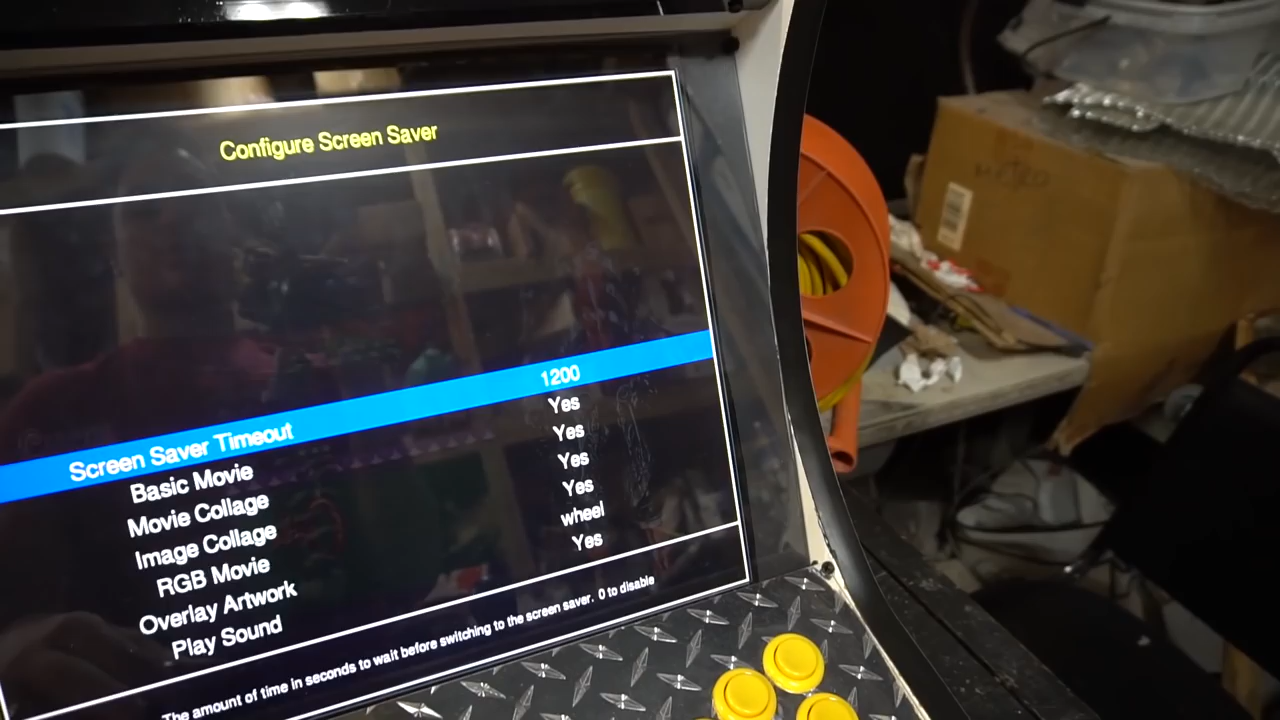 Configure Screen Saver
Screen Saver Timeout 1200
Basic Movie Yes
Movie Collage Yes
Image Collage Yes
RGB Movie Yes
Overlay Artwork wheel
Play Sound Yes
The amount of time in seconds to wait before switching to the screen saver. 0 to disable
METRO